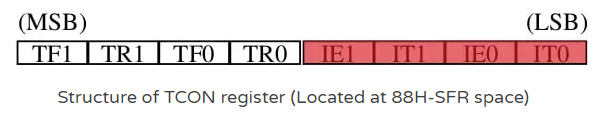 (MSB) (LSB)
TF1 TR1 TF0 TR0 IE1 IT1 IE0 IT0
Structure of TCON register (Located at 88H-SFR space)